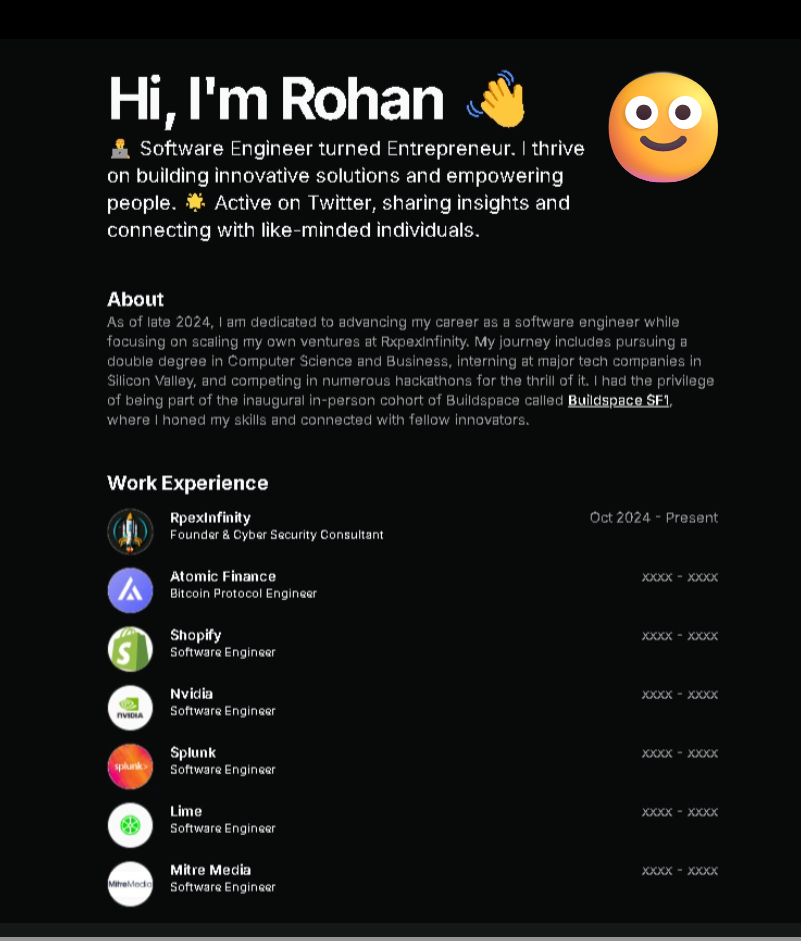 Hi, I'm Rohan 👋
👨‍💻 Software Engineer turned Entrepreneur. I thrive
on building innovative solutions and empowering
people. 🌟 Active on Twitter, sharing insights and
connecting with like-minded individuals.
About
As of late 2024, I am dedicated to advancing my career as a software engineer while
focusing on scaling my own ventures at RxpexInfinity. My journey includes pursuing a
double degree in Computer Science and Business, interning at major tech companies in
Silicon Valley, and competing in numerous hackathons for the thrill of it. I had the privilege
of being part of the inaugural in-person cohort of Buildspace called Buildspace SF1,
where I honed my skills and connected with fellow innovators.
Work Experience
RpexInfinity
Oct 2024 - Present
Founder & Cyber Security Consultant
Atomic Finance
xxxx - xxxx
Bitcoin Protocol Engineer
Shopify
xxxx - xxxx
Software Engineer
NVIDIA
Nvidia
xxxx - xxxx
Software Engineer
splunk>
Splunk
xxxx - xxxx
Software Engineer
Lime
xxxx - xxxx
Software Engineer
MitreMedia
Mitre Media
xxxx - xxxx
Software Engineer